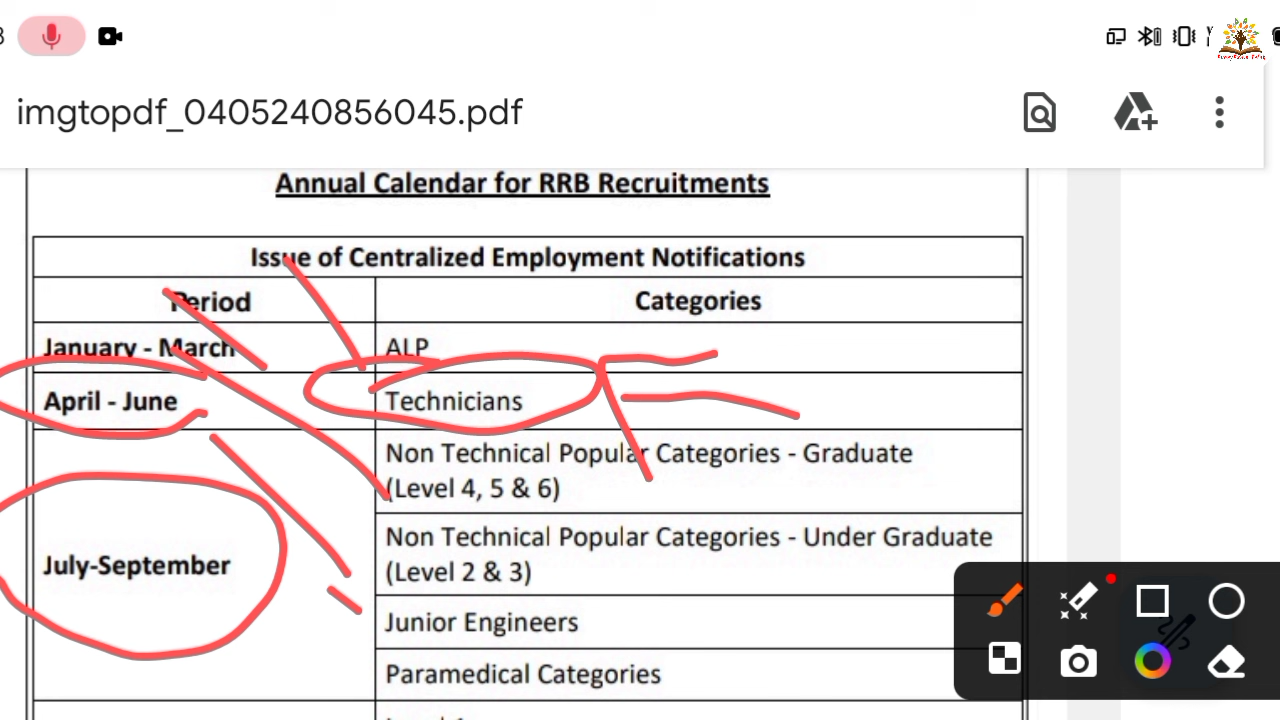 imgtopdf_0405240856045.pdf
Annual Calendar for RRB Recruitments
Issue of Centralized Employment Notifications
Period Categories
January - March ALP
April - June Technicians
Non Technical Popular Categories - Graduate
(Level 4, 5 & 6)
July-September
Non Technical Popular Categories - Under Graduate
(Level 2 & 3)
Junior Engineers
Paramedical Categories